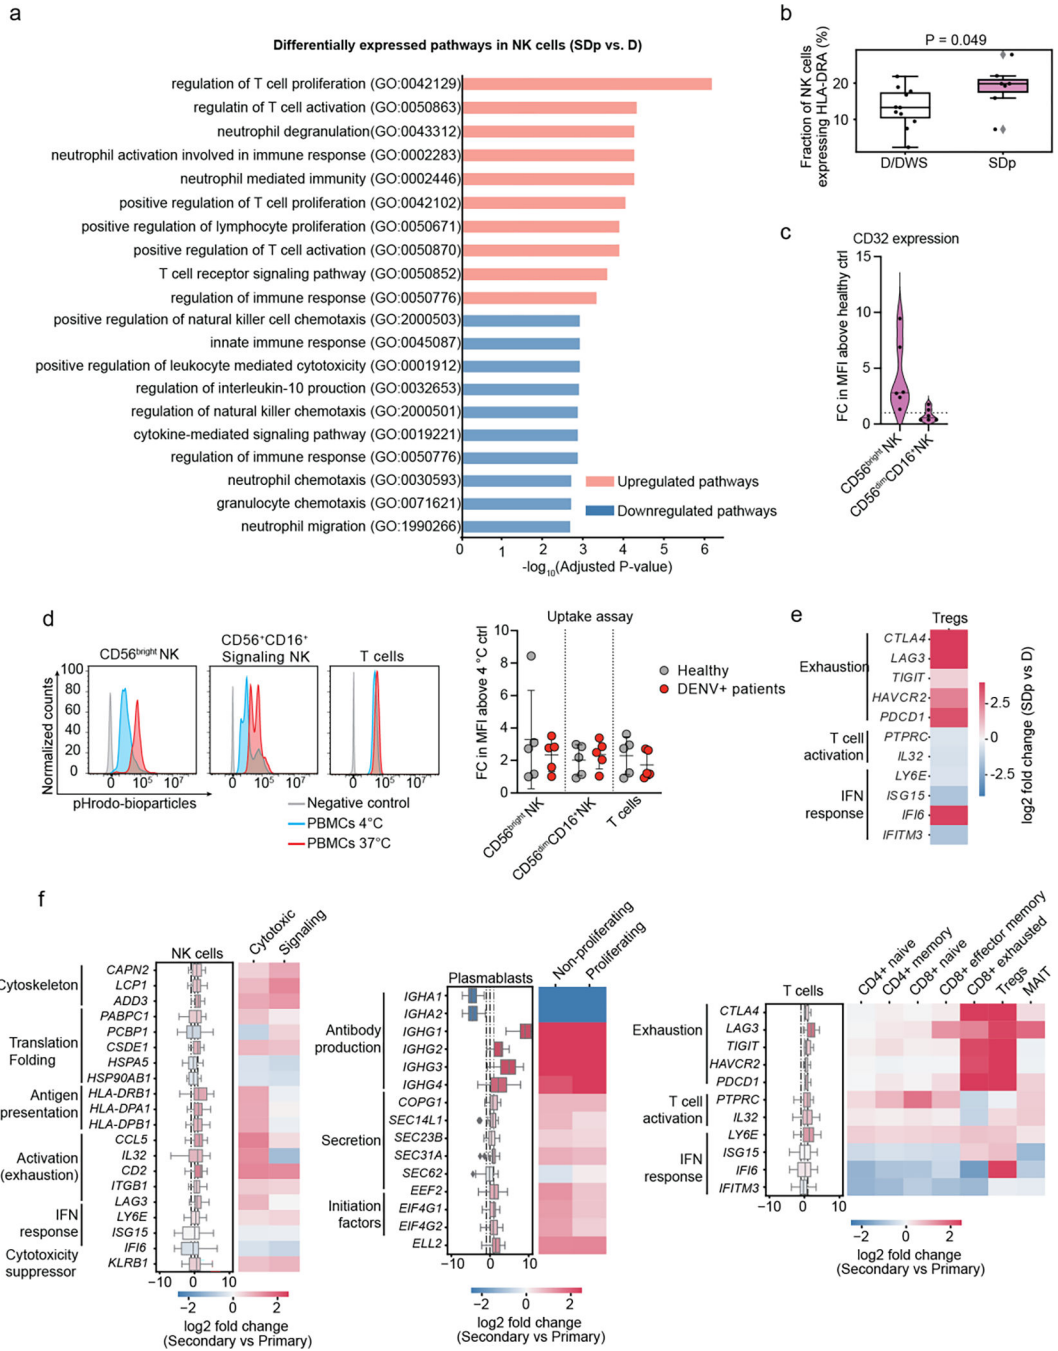 a
Differentially expressed pathways in NK cells (SDp vs. D)
regulation of T cell proliferation (GO:0042129)
regulatin of T cell activation (GO:0050863)
neutrophil degranulation(GO:0043312)
neutrophil activation involved in immune response (GO:0002283)
neutrophil mediated immunity (GO:0002446)
positive regulation of T cell proliferation (GO:0042102)
positive regulation of lymphocyte proliferation (GO:0050671)
positive regulation of T cell activation (GO:0050870)
T cell receptor signaling pathway (GO:0050852)
regulation of immune response (GO:0050776)
positive regulation of natural killer cell chemotaxis (GO:2000503)
innate immune response (GO:0045087)
positive regulation of leukocyte mediated cytotoxicity (GO:0001912)
regulation of interleukin-10 prouction (GO:0032653)
regulation of natural killer chemotaxis (GO:2000501)
cytokine-mediated signaling pathway (GO:0019221)
regulation of immune response (GO:0050776)
neutrophil chemotaxis (GO:0030593)
granulocyte chemotaxis (GO:0071621)
neutrophil migration (GO:1990266)
Upregulated pathways
Downregulated pathways
0 1 2 3 4 5 6
-log10(Adjusted P-value)
b
P = 0.049
Fraction of NK cells
expressing HLA-DRA (%)
20
10
D/DWS SDp
c
CD32 expression
FC in MFI above healthy ctrl
15
10
5
0
CD56bright NK
CD56dimCD16+NK
d
CD56bright NK
CD56+CD16+
Signaling NK
T cells
Normalized counts
100
80
60
40
20
0
0 10⁵ 10⁷ 0 10⁵ 10⁷ 0 10⁵ 10⁷
pHrodo-bioparticles
Negative control
PBMCs 4°C
PBMCs 37°C
Uptake assay
FC in MFI above 4 °C ctrl
10
8
6
4
2
0
Healthy
DENV+ patients
CD56bright NK
CD56dimCD16+NK
T cells
e
Tregs
Exhaustion
CTLA4
LAG3
TIGIT
HAVCR2
PDCD1
T cell
activation
PTPRC
IL32
IFN
response
LY6E
ISG15
IFI6
IFITM3
2.5
0
-2.5
log2 fold change (SDp vs D)
f
NK cells
Cytotoxic
Signaling
Cytoskeleton
CAPN2
LCP1
ADD3
Translation
Folding
PABPC1
PCBP1
CSDE1
HSPA5
HSP90AB1
Antigen
presentation
HLA-DRB1
HLA-DPA1
HLA-DPB1
Activation
(exhaustion)
CCL5
IL32
CD2
ITGB1
LAG3
IFN
response
LY6E
ISG15
IFI6
Cytotoxicity
suppressor
KLRB1
−10 0 10
−2 0 2
log2 fold change
(Secondary vs Primary)
Plasmablasts
Non-proliferating
Proliferating
Antibody
production
IGHA1
IGHA2
IGHG1
IGHG2
IGHG3
IGHG4
Secretion
COPG1
SEC14L1
SEC23B
SEC31A
SEC62
Initiation
factors
EEF2
EIF4G1
EIF4G2
ELL2
−10 0 10
−2 0 2
log2 fold change
(Secondary vs Primary)
T cells
CD4+ naive
CD4+ memory
CD8+ naive
CD8+ effector memory
CD8+ exhausted
Tregs
MAIT
Exhaustion
CTLA4
LAG3
TIGIT
HAVCR2
PDCD1
T cell
activation
PTPRC
IL32
IFN
response
LY6E
ISG15
IFI6
IFITM3
−10 0 10
−2 0 2
log2 fold change
(Secondary vs Primary)